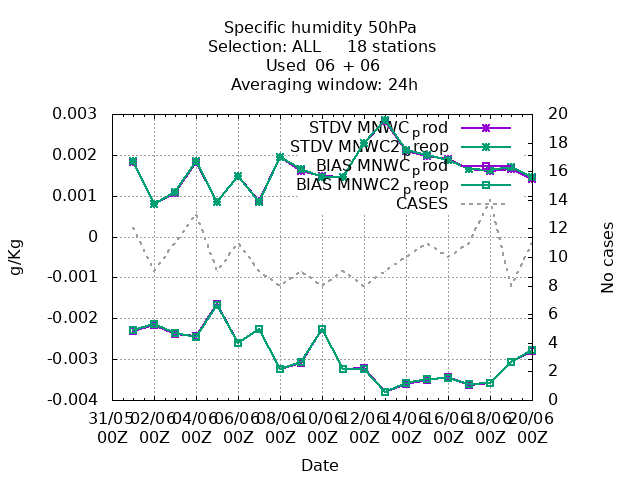 Specific humidity 50hPa
Selection: ALL     18 stations
Used  06 + 06
Averaging window: 24h
STDV MNWC_prod
STDV MNWC2_preop
BIAS MNWC_prod
BIAS MNWC2_preop
CASES
0.003
0.002
0.001
0
-0.001
-0.002
-0.003
-0.004
g/Kg
20
18
16
14
12
10
8
6
4
2
0
No cases
31/05 02/06 04/06 06/06 08/06 10/06 12/06 14/06 16/06 18/06 20/06
00Z 00Z 00Z 00Z 00Z 00Z 00Z 00Z 00Z 00Z 00Z
Date